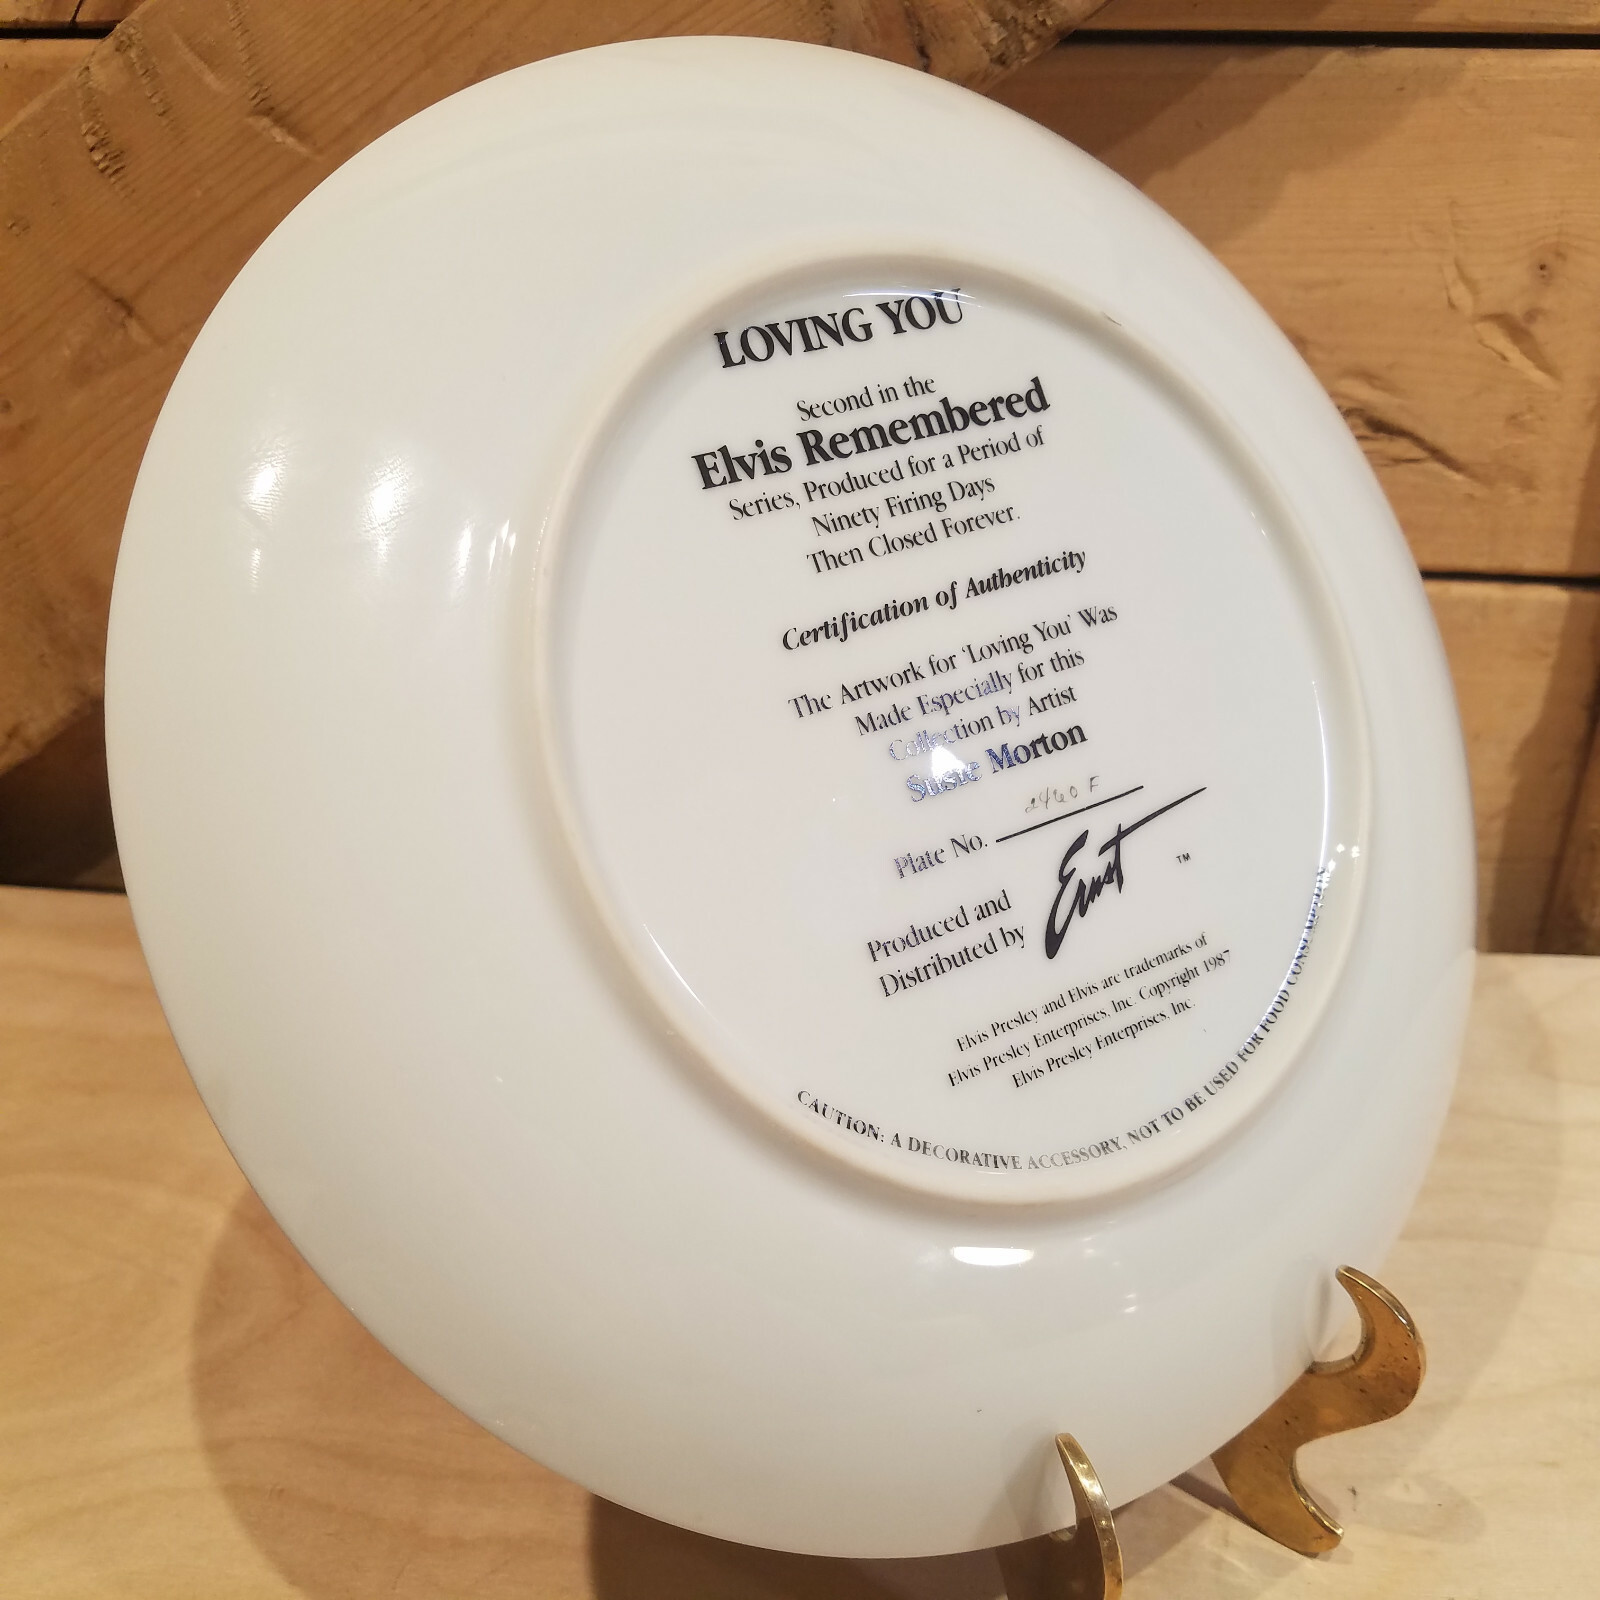 LOVING YOU
Second in the
Elvis Remembered
Series, Produced for a Period of
Ninety Firing Days
Then Closed Forever.
Certification of Authenticity
The Artwork for 'Loving You' Was
Made Especially for this
Collection by Artist
Susie Morton
Plate No. 2460 F
Produced and
Distributed by
Ernst ™
Elvis Presley and Elvis are trademarks of
Elvis Presley Enterprises, Inc. Copyright 1987
Elvis Presley Enterprises, Inc.
CAUTION: A DECORATIVE ACCESSORY, NOT TO BE USED FOR FOOD CONSUMPTION